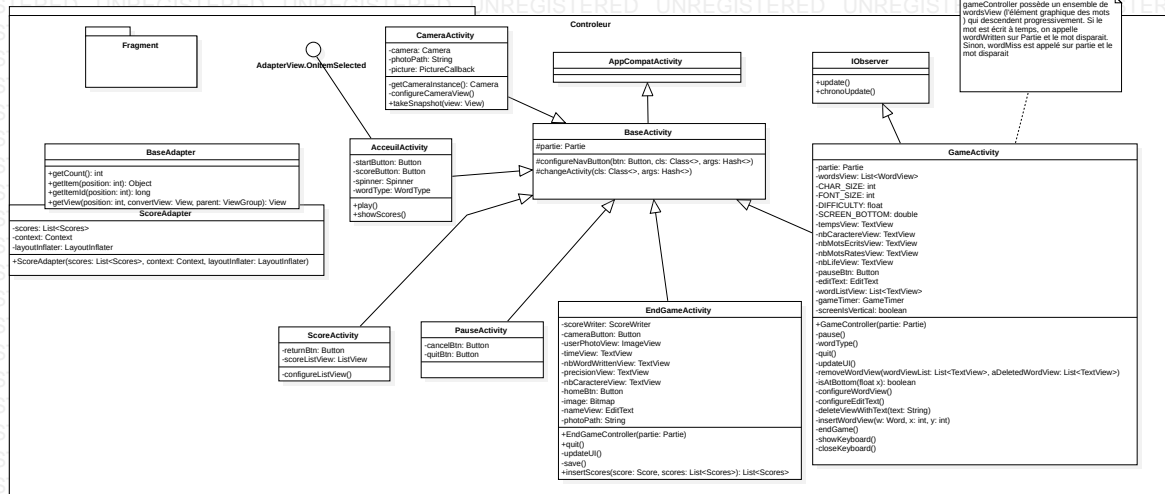 UNREGISTERED UNREGISTERED UNREGISTERED UNREGISTERED UNREGISTERED UNREGISTERED
Controleur
gameController possède un ensemble de
wordsView (l'élément graphique des mots
) qui descendent progressivement. Si le
mot est écrit à temps, on appelle
wordWritten sur Partie et le mot disparait.
Sinon, wordMiss est appelé sur partie et le
mot disparait
Fragment
AdapterView.OnItemSelected
CameraActivity
-camera: Camera
-photoPath: String
-picture: PictureCallback
-getCameraInstance(): Camera
-configureCameraView()
+takeSnapshot(view: View)
AppCompatActivity
IObserver
+update()
+chronoUpdate()
BaseAdapter
+getCount(): int
+getItem(position: int): Object
+getItemId(position: int): long
+getView(position: int, convertView: View, parent: ViewGroup): View
ScoreAdapter
-scores: List<Scores>
-context: Context
-layoutInflater: LayoutInflater
+ScoreAdapter(scores: List<Scores>, context: Context, layoutInflater: LayoutInflater)
AcceuilActivity
-startButton: Button
-scoreButton: Button
-spinner: Spinner
-wordType: WordType
+play()
+showScores()
BaseActivity
#partie: Partie
#configureNavButton(btn: Button, cls: Class<>, args: Hash<>)
#changeActivity(cls: Class<>, args: Hash<>)
GameActivity
-partie: Partie
-wordsView: List<WordView>
-CHAR_SIZE: int
-FONT_SIZE: int
-DIFFICULTY: float
-SCREEN_BOTTOM: double
-tempsView: TextView
-nbCaractereView: TextView
-nbMotsEcritsView: TextView
-nbMotsRatesView: TextView
-nbLifeView: TextView
-pauseButton: Button
-editText: EditText
-wordListView: List<TextView>
-gameTimer: GameTimer
-screenIsVertical: boolean
+GameController(partie: Partie)
-pause()
-wordType()
-quit()
-updateUI()
-removeWordView(wordViewList: List<TextView>, aDeletedWordView: List<TextView>)
-isAtBottom(float x): boolean
-configureWordView()
-configureEditText()
-deleteViewWithText(text: String)
-insertWordView(w: Word, x: int, y: int)
-endGame()
-showKeyboard()
-closeKeyboard()
ScoreActivity
-returnBtn: Button
-scoreListView: ListView
-configureListView()
PauseActivity
-cancelBtn: Button
-quitBtn: Button
EndGameActivity
-scoreWriter: ScoreWriter
-cameraButton: Button
-userPhotoView: ImageView
-timeView: TextView
-nbWordWrittenView: TextView
-precisionView: TextView
-nbCaractereView: TextView
-homeBtn: Button
-image: Bitmap
-nameView: EditText
-photoPath: String
+EndGameController(partie: Partie)
+quit()
-updateUI()
-save()
+insertScores(score: Score, scores: List<Scores>): List<Scores>